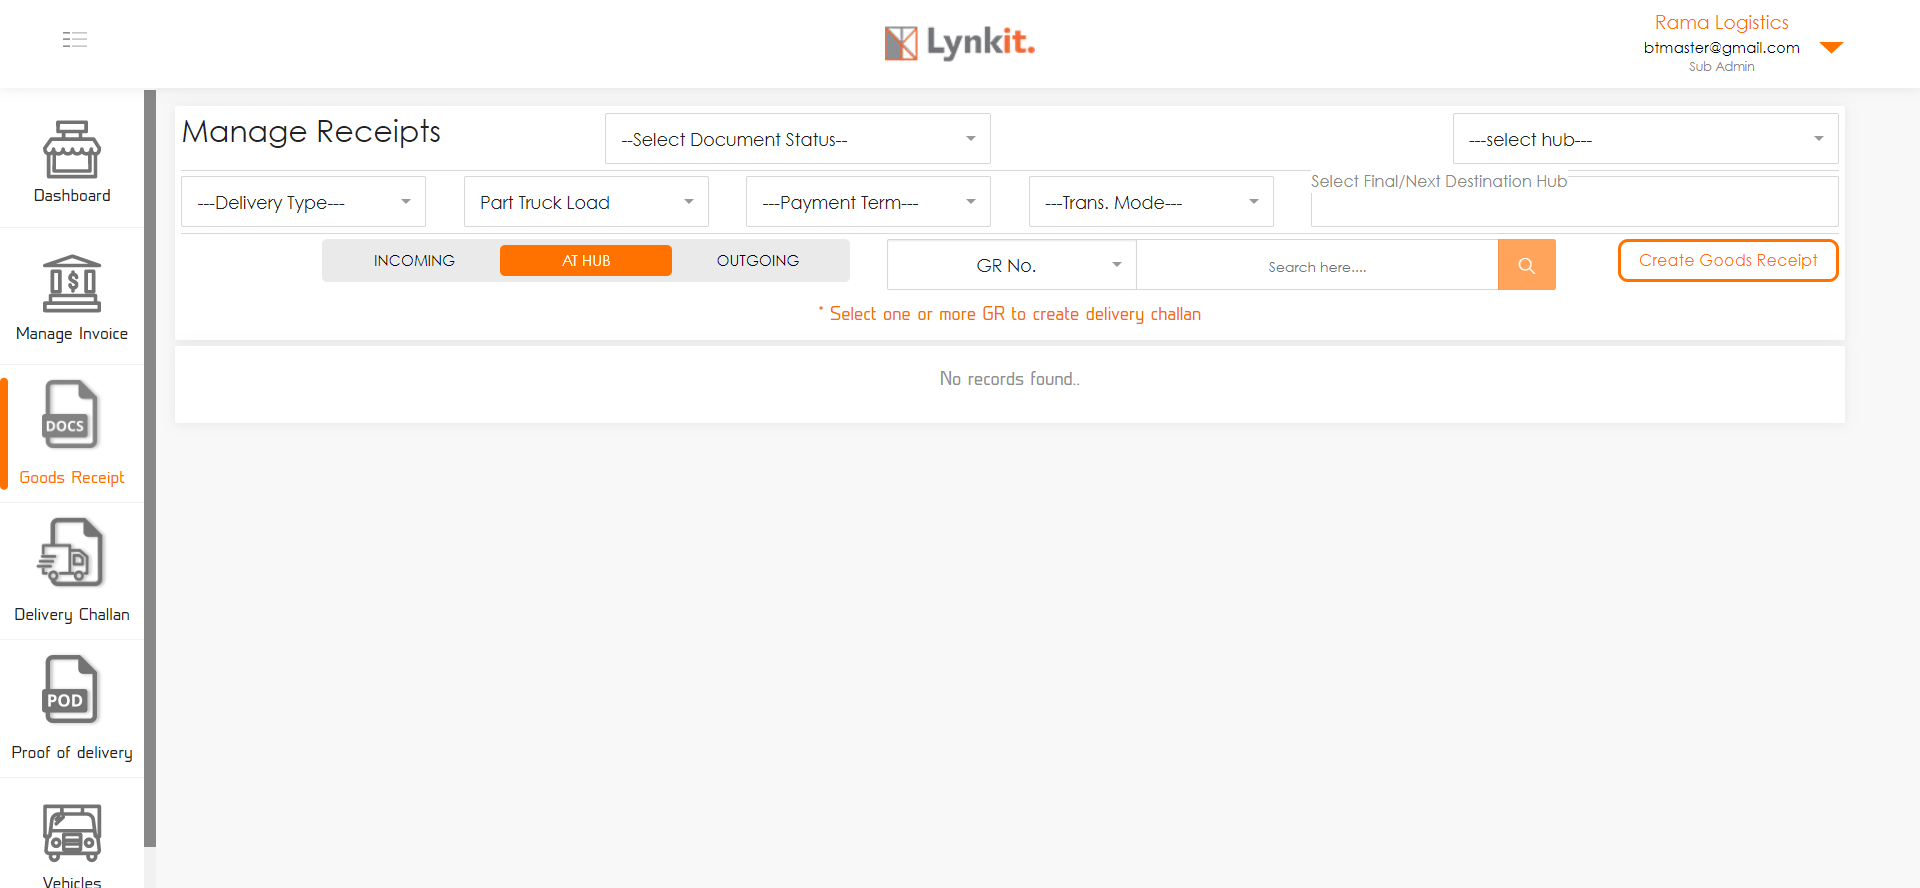 Lynkit.
Rama Logistics
btmaster@gmail.com
Sub Admin
Dashboard
Manage Invoice
DOCS
Goods Receipt
Delivery Challan
POD
Proof of delivery
Vehicles
Manage Receipts
--Select Document Status--
---select hub---
---Delivery Type---
Part Truck Load
---Payment Term---
---Trans. Mode---
Select Final/Next Destination Hub
INCOMING
AT HUB
OUTGOING
GR No.
Search here....
Create Goods Receipt
* Select one or more GR to create delivery challan
No records found..